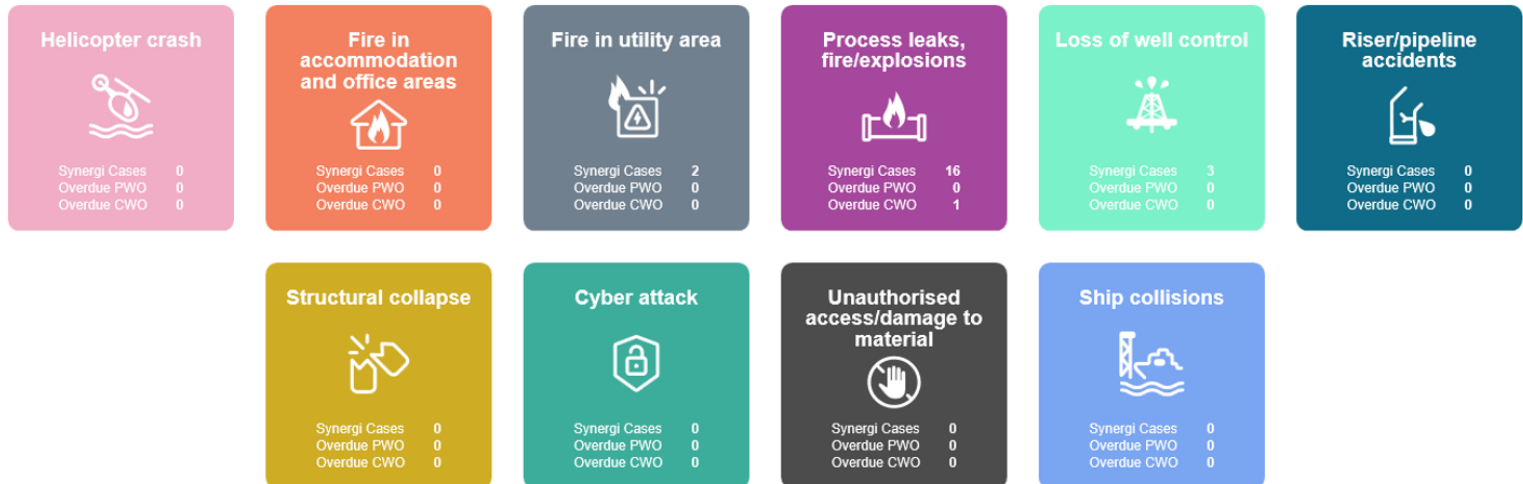 Helicopter crash
Synergi Cases 0
Overdue PWO 0
Overdue CWO 0
Fire in
accommodation
and office areas
Synergi Cases 0
Overdue PWO 0
Overdue CWO 0
Fire in utility area
Synergi Cases 2
Overdue PWO 0
Overdue CWO 0
Process leaks,
fire/explosions
Synergi Cases 16
Overdue PWO 0
Overdue CWO 1
Loss of well control
Synergi Cases 3
Overdue PWO 0
Overdue CWO 0
Riser/pipeline
accidents
Synergi Cases 0
Overdue PWO 0
Overdue CWO 0
Structural collapse
Synergi Cases 0
Overdue PWO 0
Overdue CWO 0
Cyber attack
Synergi Cases 0
Overdue PWO 0
Overdue CWO 0
Unauthorised
access/damage to
material
Synergi Cases 0
Overdue PWO 0
Overdue CWO 0
Ship collisions
Synergi Cases 0
Overdue PWO 0
Overdue CWO 0